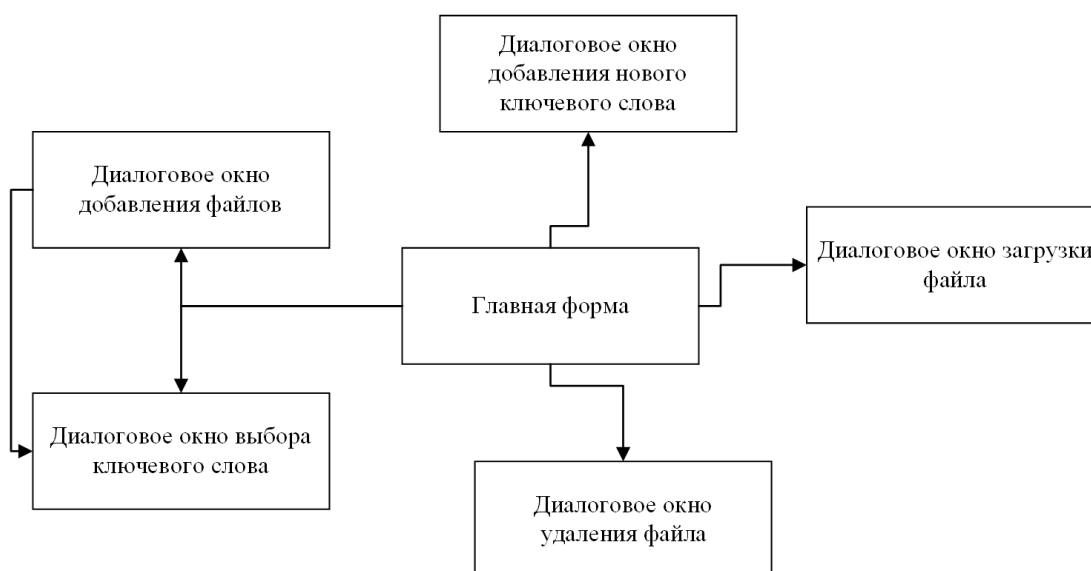 Диалоговое окно
добавления нового
ключевого слова
Диалоговое окно
добавления файлов
Диалоговое окно загрузки
файла
Главная форма
Диалоговое окно выбора
ключевого слова
Диалоговое окно
удаления файла